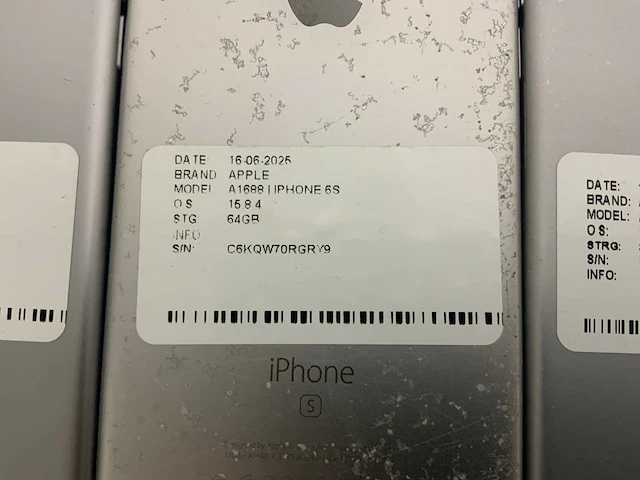 DATE 16-06-2025
BRAND APPLE
MODEL A1688 | IPHONE 6S
O S 15.8.4
STG: 64GB
INFO
S/N: C6KQW70RGRY9
iPhone
S
DATE:
BRAND:
MODEL:
O S:
STRG:
S/N:
INFO: